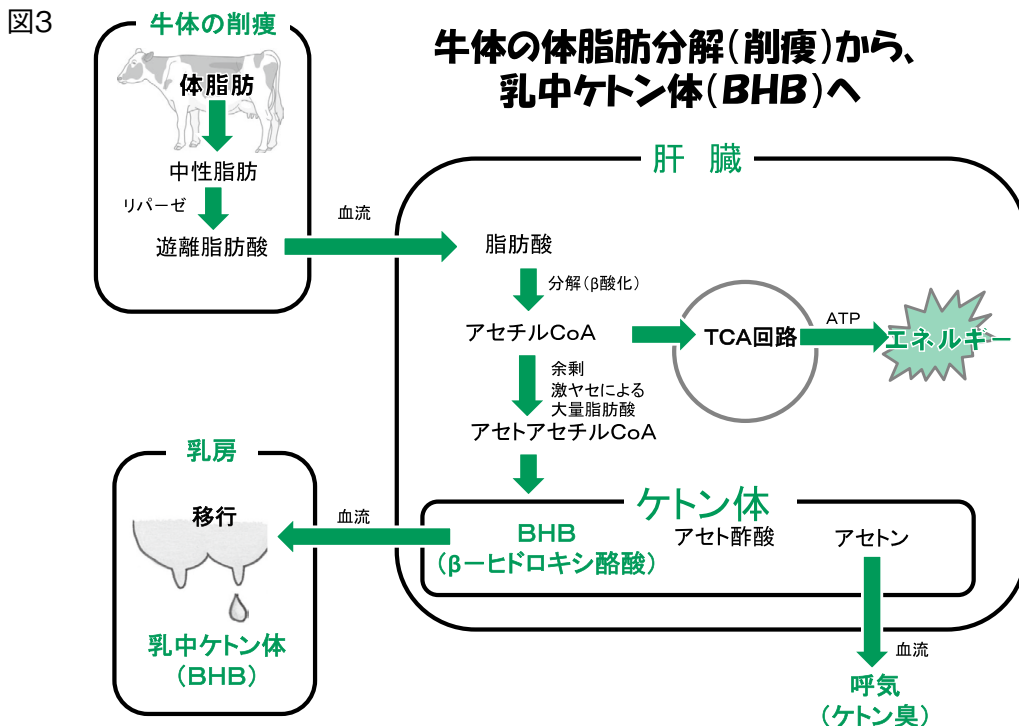 図3
牛体の削痩
牛体の体脂肪分解(削痩)から、
乳中ケトン体(BHB)へ
体脂肪
中性脂肪
リパーゼ
遊離脂肪酸
血流
肝 臓
脂肪酸
分解(β酸化)
アセチルCoA
TCA回路
ATP
エネルギー
余剰
激ヤセによる
大量脂肪酸
アセトアセチルCoA
ケトン体
BHB
(β−ヒドロキシ酪酸)
アセト酢酸
アセトン
血流
乳房
移行
乳中ケトン体
(BHB)
血流
呼気
(ケトン臭)